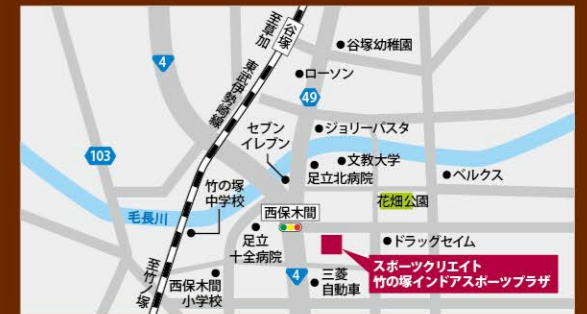 至草加
谷塚
4
東武伊勢崎線
谷塚幼稚園
ローソン
49
セブン
イレブン
ジョリーパスタ
文教大学
足立北病院
ベルクス
103
竹の塚
中学校
花畑公園
毛長川
西保木間
足立
十全病院
ドラッグセイム
至竹ノ塚
西保木間
小学校
4
三菱
自動車
スポーツクリエイト
竹の塚インドアスポーツプラザ